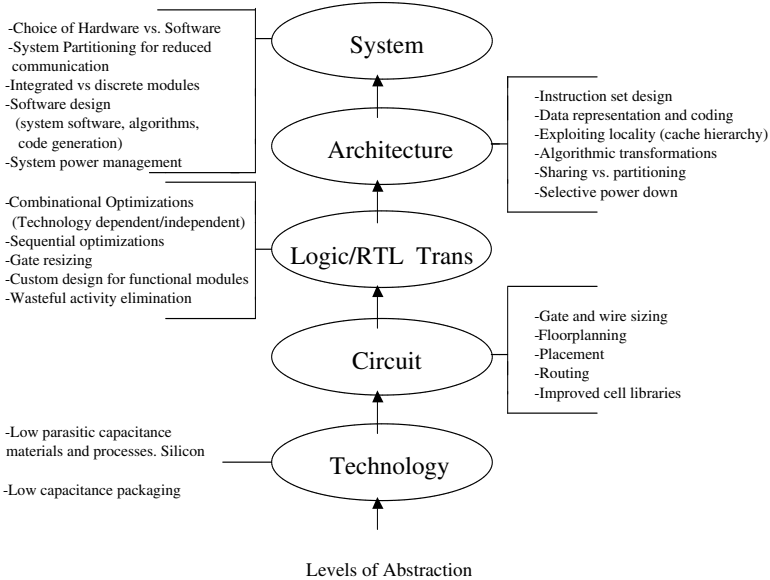 -Choice of Hardware vs. Software
-System Partitioning for reduced
communication
-Integrated vs discrete modules
-Software design
(system software, algorithms,
code generation)
-System power management
System
-Instruction set design
-Data representation and coding
-Exploiting locality (cache hierarchy)
-Algorithmic transformations
-Sharing vs. partitioning
-Selective power down
Architecture
-Combinational Optimizations
(Technology dependent/independent)
-Sequential optimizations
-Gate resizing
-Custom design for functional modules
-Wasteful activity elimination
Logic/RTL Trans
-Gate and wire sizing
-Floorplanning
-Placement
-Routing
-Improved cell libraries
Circuit
-Low parasitic capacitance
materials and processes. Silicon
-Low capacitance packaging
Technology
Levels of Abstraction